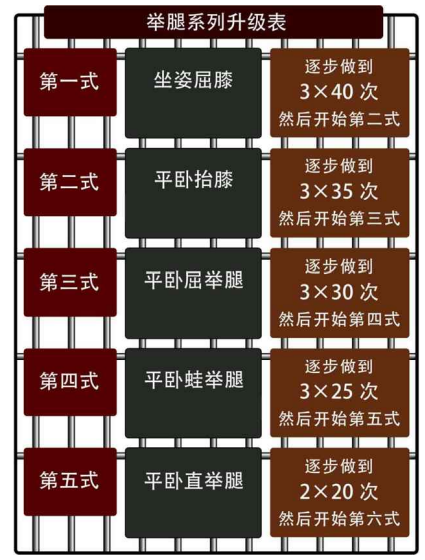 举腿系列升级表
第一式
坐姿屈膝
逐步做到
3×40 次
然后开始第二式
第二式
平卧抬膝
逐步做到
3×35 次
然后开始第三式
第三式
平卧屈举腿
逐步做到
3×30 次
然后开始第四式
第四式
平卧蛙举腿
逐步做到
3×25 次
然后开始第五式
第五式
平卧直举腿
逐步做到
2×20 次
然后开始第六式